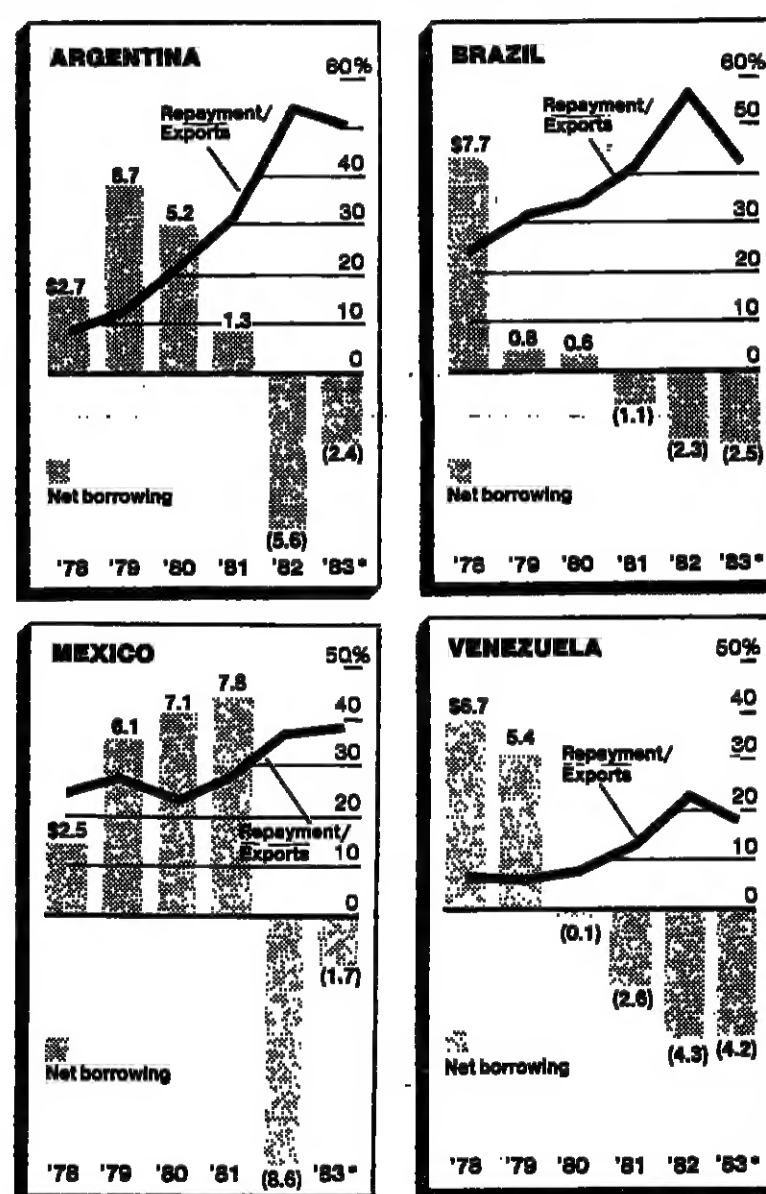 ARGENTINA
60%
Repayment/
Exports
6.7
5.2
$2.7
1.3
40
30
20
10
0
(2.4)
(5.6)
Net borrowing
'78 '79 '80 '81 '82 '83*
BRAZIL
60%
50
Repayment/
Exports
$7.7
30
20
10
0
0.8
0.6
(1.1)
(2.3)
(2.5)
Net borrowing
'78 '79 '80 '81 '82 '83*
MEXICO
50%
40
30
20
10
0
7.8
7.1
6.1
$2.5
Repayment/
Exports
(1.7)
(8.6)
Net borrowing
'78 '79 '80 '81 '83*
VENEZUELA
50%
40
30
20
10
0
$6.7
5.4
Repayment/
Exports
(0.1)
(2.6)
(4.3) (4.2)
Net borrowing
'78 '79 '80 '81 '82 '83*